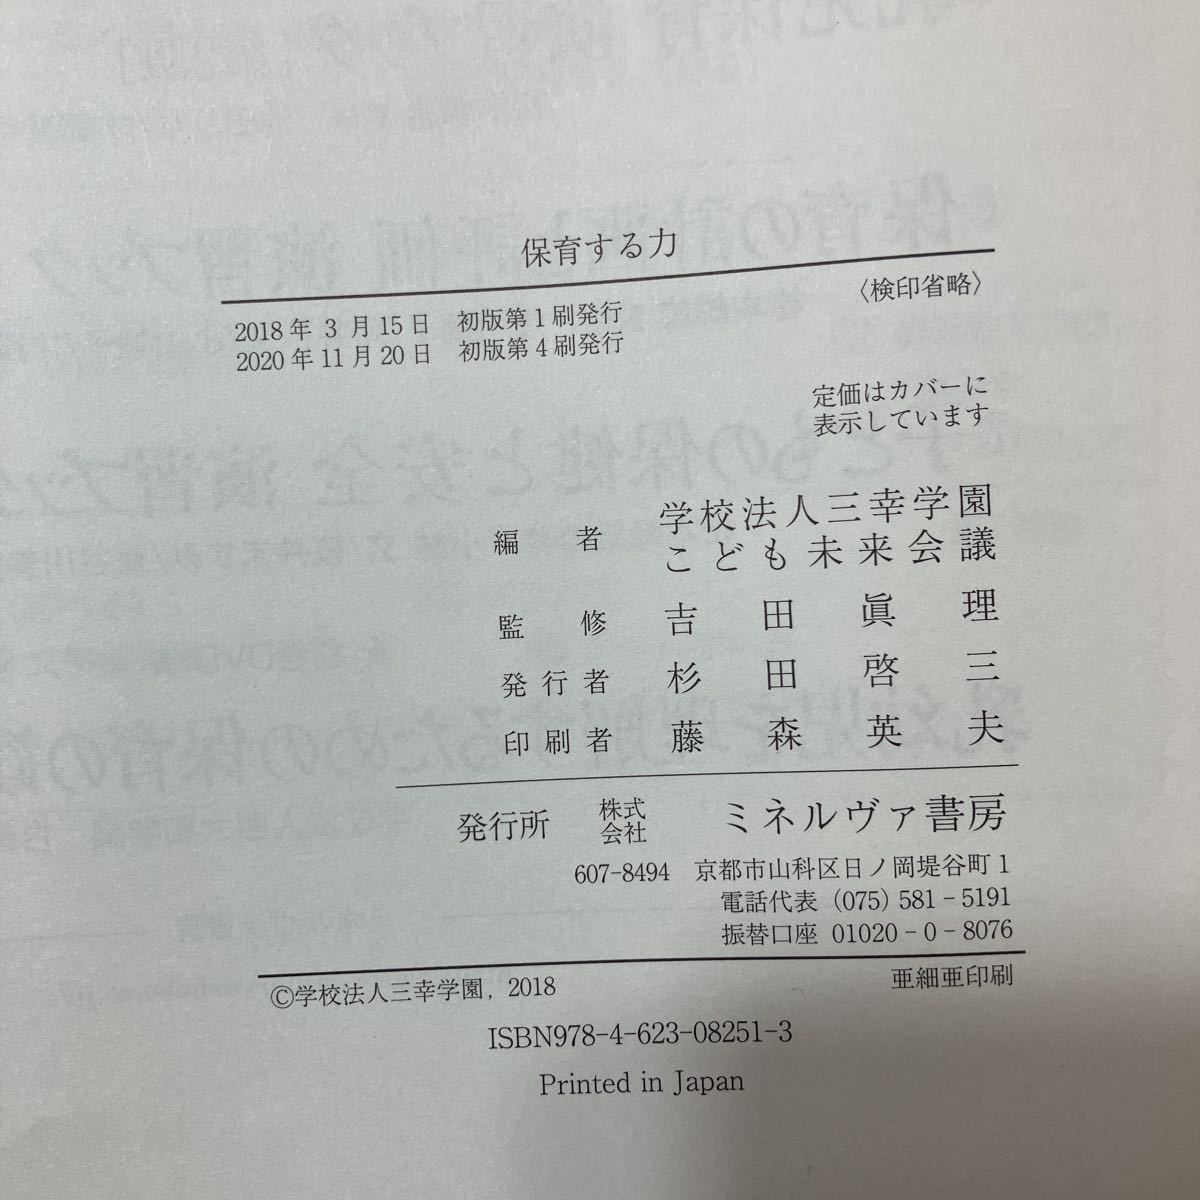 保育する力
〈検印省略〉
2018年 3 月15日　初版第1刷発行
2020年11月20日　初版第4刷発行
定価はカバーに
表示しています
編者　学校法人三幸学園
こども未来会議
監修　吉田眞理
発行者　杉田啓三
印刷者　藤森英夫
発行所　株式会社　ミネルヴァ書房
607-8494　京都市山科区日ノ岡堤谷町1
電話代表 (075) 581-5191
振替口座 01020-0-8076
©学校法人三幸学園, 2018　亜細亜印刷
ISBN978-4-623-08251-3
Printed in Japan